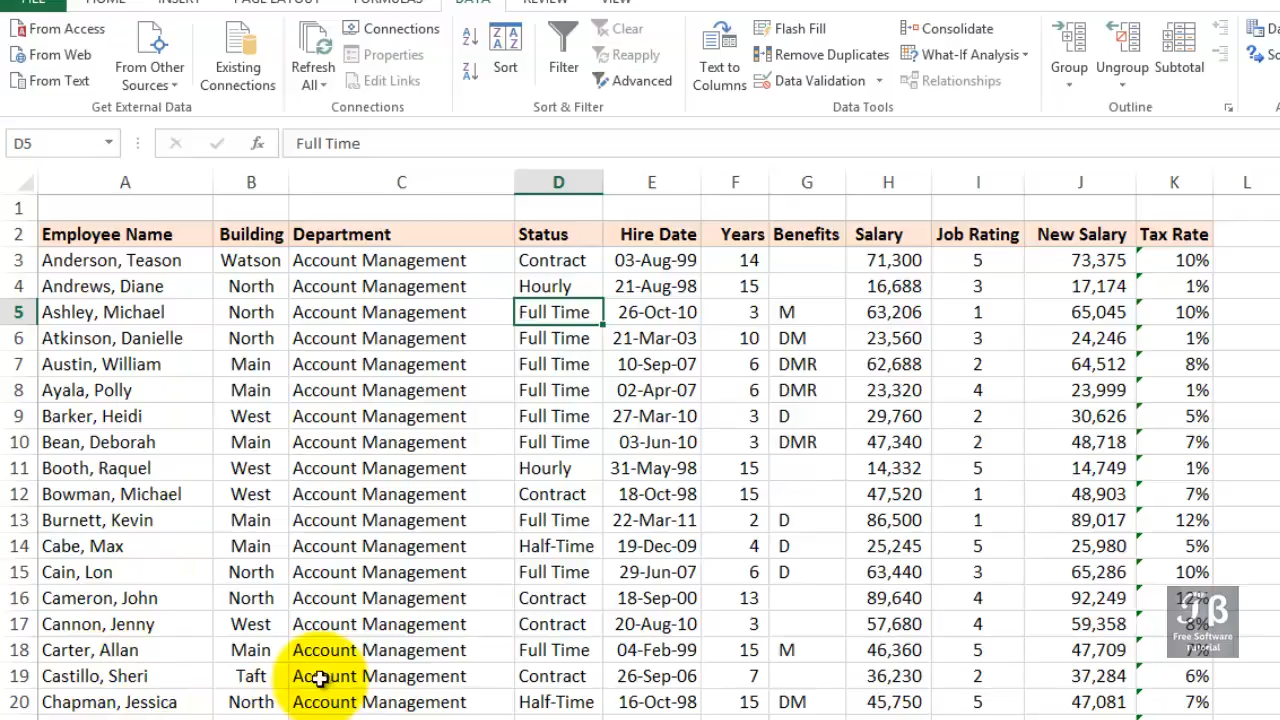 FILE HOME INSERT PAGE LAYOUT FORMULAS DATA REVIEW VIEW
From Access
From Web
From Text
From Other
Sources
Existing
Connections
Get External Data
Refresh
All
Connections
Properties
Edit Links
Connections
Sort
Filter
Clear
Reapply
Advanced
Sort & Filter
Text to
Columns
Flash Fill
Remove Duplicates
Data Validation
Consolidate
What-If Analysis
Relationships
Data Tools
Group
Ungroup
Subtotal
Outline
D5 fx Full Time
A B C D E F G H I J K L
1
2 Employee Name Building Department Status Hire Date Years Benefits Salary Job Rating New Salary Tax Rate
3 Anderson, Teason Watson Account Management Contract 03-Aug-99 14 71,300 5 73,375 10%
4 Andrews, Diane North Account Management Hourly 21-Aug-98 15 16,688 3 17,174 1%
5 Ashley, Michael North Account Management Full Time 26-Oct-10 3 M 63,206 1 65,045 10%
6 Atkinson, Danielle North Account Management Full Time 21-Mar-03 10 DM 23,560 3 24,246 1%
7 Austin, William Main Account Management Full Time 10-Sep-07 6 DMR 62,688 2 64,512 8%
8 Ayala, Polly Main Account Management Full Time 02-Apr-07 6 DMR 23,320 4 23,999 1%
9 Barker, Heidi West Account Management Full Time 27-Mar-10 3 D 29,760 2 30,626 5%
10 Bean, Deborah Main Account Management Full Time 03-Jun-10 3 DMR 47,340 2 48,718 7%
11 Booth, Raquel West Account Management Hourly 31-May-98 15 14,332 5 14,749 1%
12 Bowman, Michael West Account Management Contract 18-Oct-98 15 47,520 1 48,903 7%
13 Burnett, Kevin Main Account Management Full Time 22-Mar-11 2 D 86,500 1 89,017 12%
14 Cabe, Max Main Account Management Half-Time 19-Dec-09 4 D 25,245 5 25,980 5%
15 Cain, Lon North Account Management Full Time 29-Jun-07 6 D 63,440 3 65,286 10%
16 Cameron, John North Account Management Contract 18-Sep-00 13 89,640 4 92,249 12%
17 Cannon, Jenny West Account Management Contract 20-Aug-10 3 57,680 4 59,358 8%
18 Carter, Allan Main Account Management Full Time 04-Feb-99 15 M 46,360 5 47,709 7%
19 Castillo, Sheri Taft Account Management Contract 26-Sep-06 7 36,230 2 37,284 6%
20 Chapman, Jessica North Account Management Half-Time 16-Oct-98 15 DM 45,750 5 47,081 7%
Free Software
Tutorial